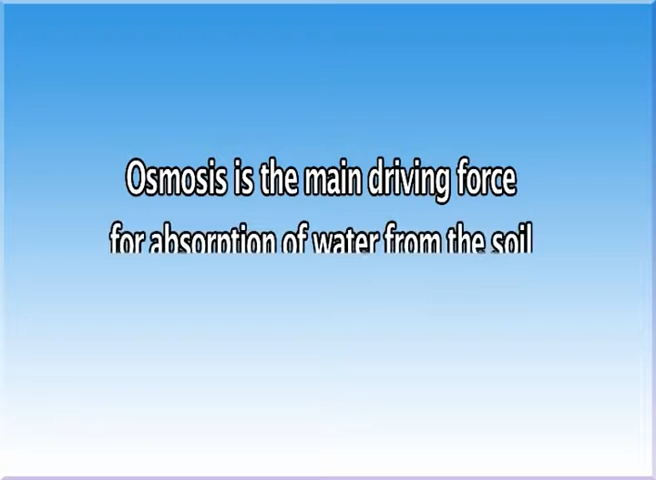 Osmosis is the main driving force
for absorption of water from the soil